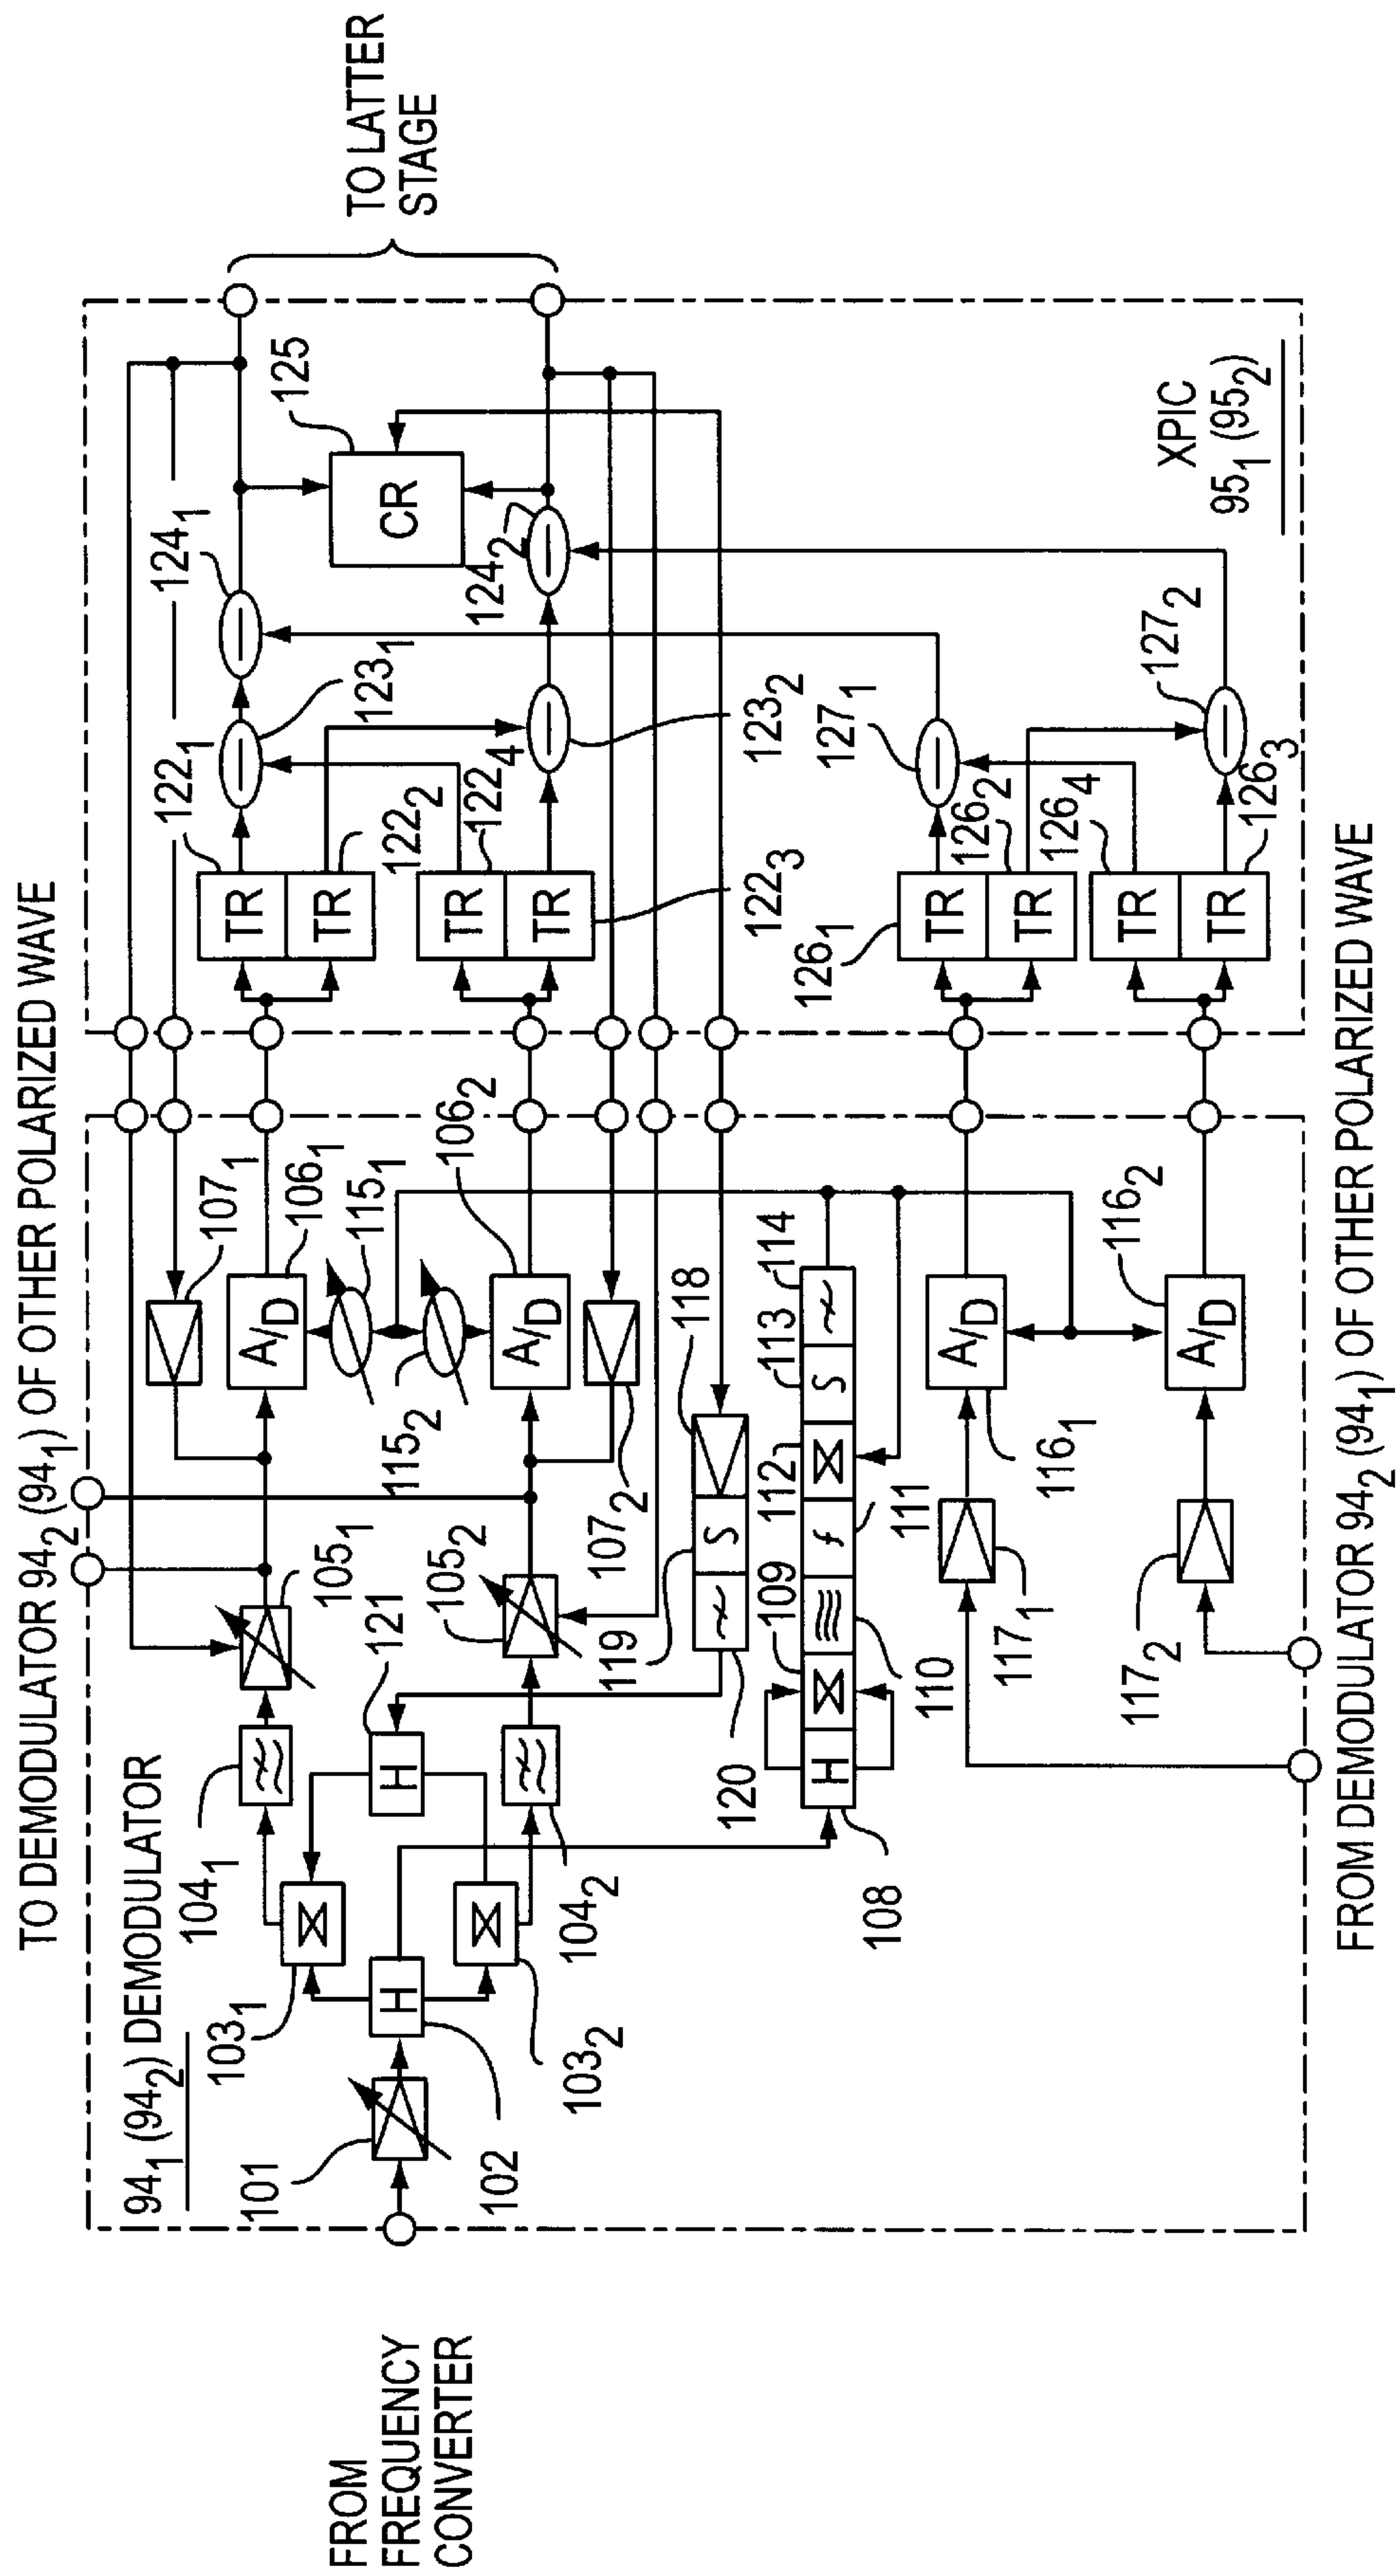 TO DEMODULATOR 94₂ (94₁) OF OTHER POLARIZED WAVE
94₁ (94₂) DEMODULATOR
FROM
FREQUENCY
CONVERTER
101
102
H
103₁
103₂
104₁
104₂
121
H
105₁
105₂
107₁
106₁
A/D
115₁
115₂
106₂
A/D
107₂
118
S
119
120
108
H
109
110
f
111
112
S
113
114
117₁
117₂
A/D
116₁
A/D
116₂
122₁
TR
TR
122₂
TR
122₄
TR
122₃
123₁
123₂
124₁
124₂
125
CR
126₁
TR
TR
126₂
TR
126₄
TR
126₃
127₁
127₂
XPIC
95₁ (95₂)
TO LATTER
STAGE
FROM DEMODULATOR 94₂ (94₁) OF OTHER POLARIZED WAVE